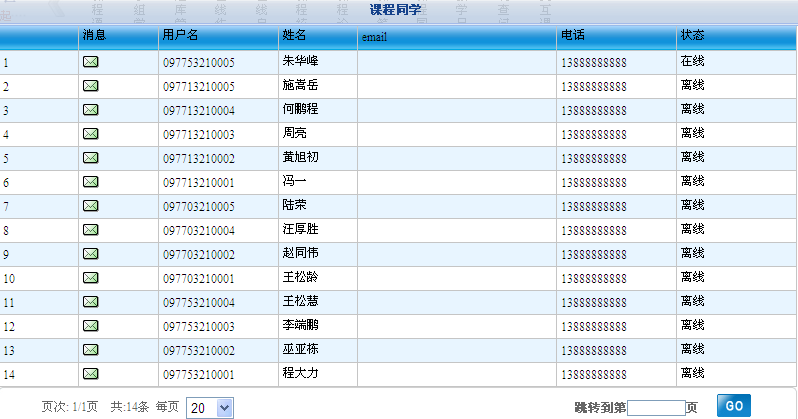 课程同学
消息 用户名 姓名 email 电话 状态
1 097753210005 朱华峰 13888888888 在线
2 097713210005 施嵩岳 13888888888 离线
3 097713210004 何鹏程 13888888888 离线
4 097713210003 周亮 13888888888 离线
5 097713210002 黄旭初 13888888888 离线
6 097713210001 冯一 13888888888 离线
7 097703210005 陆荣 13888888888 离线
8 097703210004 汪厚胜 13888888888 离线
9 097703210002 赵同伟 13888888888 离线
10 097703210001 王松龄 13888888888 离线
11 097753210004 王松慧 13888888888 离线
12 097753210003 李端鹏 13888888888 离线
13 097753210002 巫亚栋 13888888888 离线
14 097753210001 程大力 13888888888 离线
页次: 1/1页 共:14条 每页 20 跳转到第 页 GO